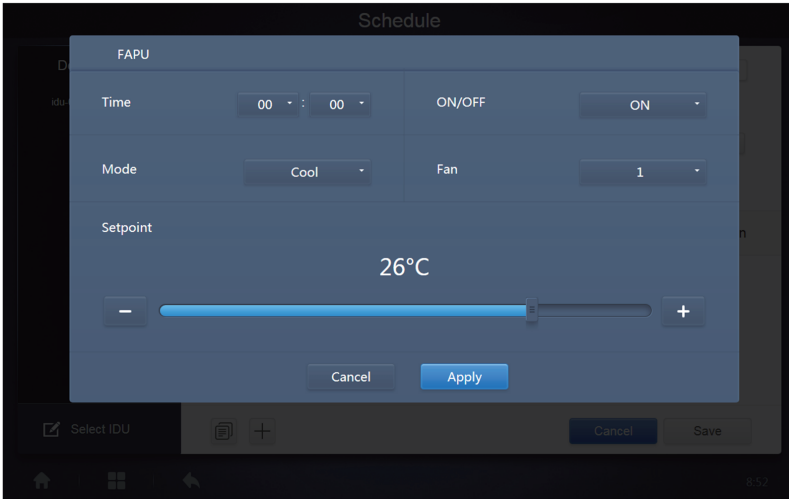 Schedule
FAPU
Time 00 : 00 ON/OFF ON
idu-
Mode Cool Fan 1
Setpoint
26°C
− +
Cancel Apply
Select IDU Cancel Save
8:52